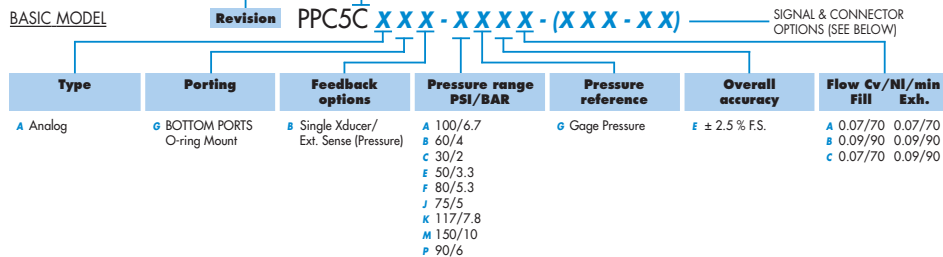 BASIC MODEL
Revision
PPC5C X X X - X X X X - (X X X - X X)
SIGNAL & CONNECTOR
OPTIONS (SEE BELOW)
Type
A Analog
Porting
G BOTTOM PORTS
O-ring Mount
Feedback
options
B Single Xducer/
Ext. Sense (Pressure)
Pressure range
PSI/BAR
A 100/6.7
B 60/4
C 30/2
E 50/3.3
F 80/5.3
J 75/5
K 117/7.8
M 150/10
P 90/6
Pressure
reference
G Gage Pressure
Overall
accuracy
E ± 2.5 % F.S.
Flow Cv/Nl/min
Fill Exh.
A 0.07/70 0.07/70
B 0.09/90 0.09/90
C 0.07/70 0.09/90